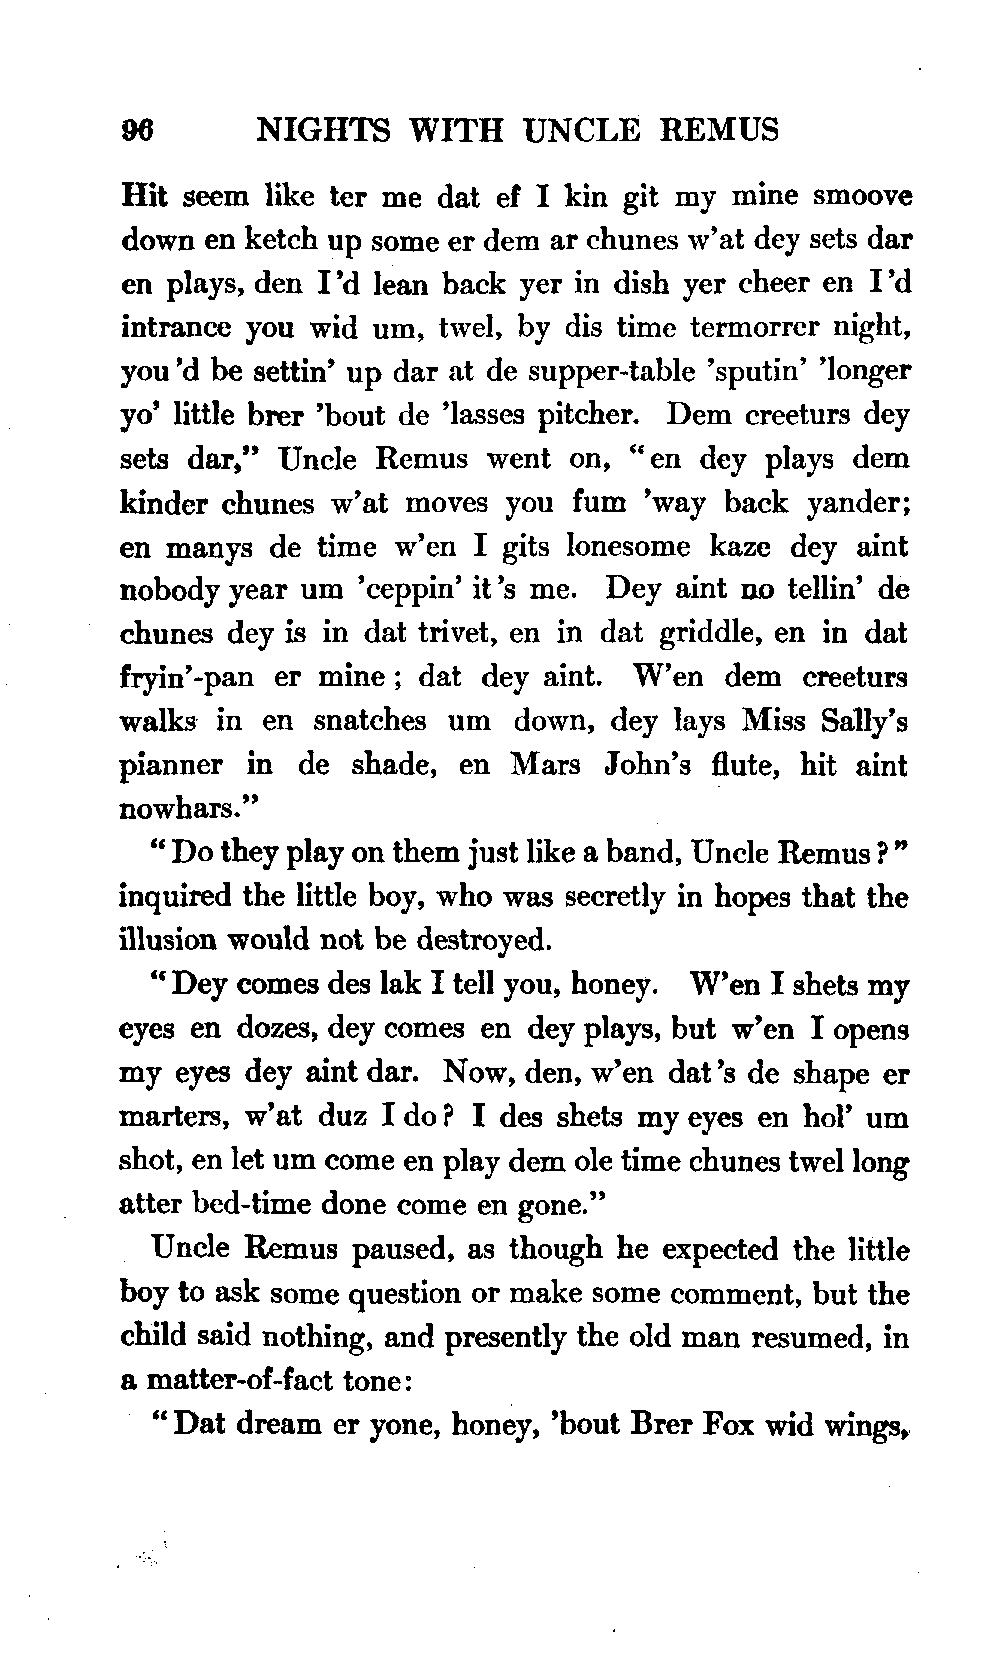 96 NIGHTS WITH UNCLE REMUS
Hit seem like ter me dat ef I kin git my mine smoove
down en ketch up some er dem ar chunes w'at dey sets dar
en plays, den I'd lean back yer in dish yer cheer en I'd
intrance you wid um, twel, by dis time termorrer night,
you'd be settin' up dar at de supper-table 'sputin' 'longer
yo' little brer 'bout de 'lasses pitcher. Dem creeturs dey
sets dar," Uncle Remus went on, "en dey plays dem
kinder chunes w'at moves you fum 'way back yander;
en manys de time w'en I gits lonesome kaze dey aint
nobody year um 'ceppin' it's me. Dey aint no tellin' de
chunes dey is in dat trivet, en in dat griddle, en in dat
fryin'-pan er mine; dat dey aint. W'en dem creeturs
walks in en snatches um down, dey lays Miss Sally's
pianner in de shade, en Mars John's flute, hit aint
nowhars."
"Do they play on them just like a band, Uncle Remus?"
inquired the little boy, who was secretly in hopes that the
illusion would not be destroyed.
"Dey comes des lak I tell you, honey. W'en I shets my
eyes en dozes, dey comes en dey plays, but w'en I opens
my eyes dey aint dar. Now, den, w'en dat's de shape er
marters, w'at duz I do? I des shets my eyes en hol' um
shot, en let um come en play dem ole time chunes twel long
atter bed-time done come en gone."
Uncle Remus paused, as though he expected the little
boy to ask some question or make some comment, but the
child said nothing, and presently the old man resumed, in
a matter-of-fact tone:
"Dat dream er yone, honey, 'bout Brer Fox wid wings,